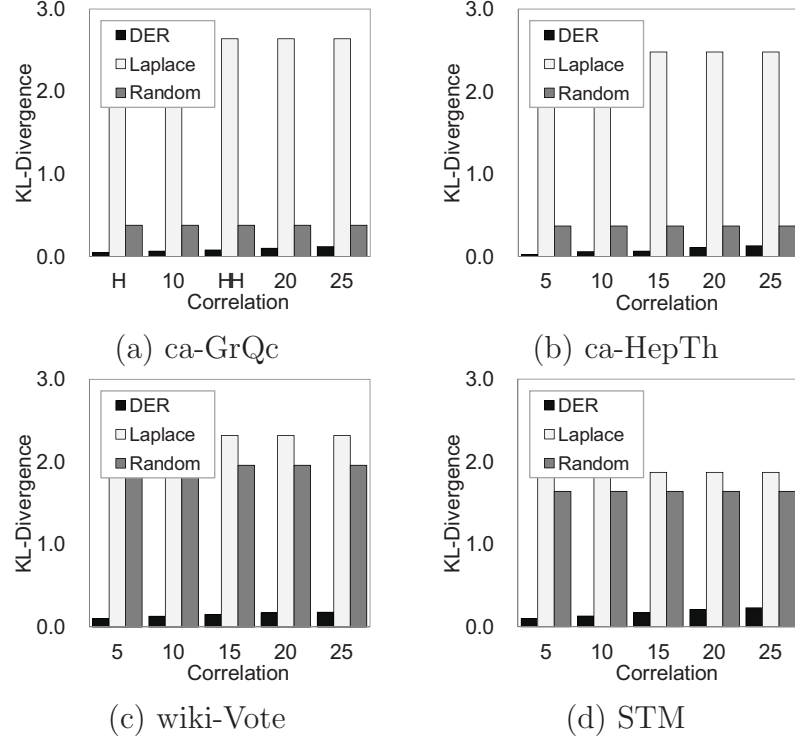 3.0
2.0
1.0
0.0
KL-Divergence
DER
Laplace
Random
H 10 HH 20 25
Correlation
(a) ca-GrQc
3.0
2.0
1.0
0.0
KL-Divergence
DER
Laplace
Random
5 10 15 20 25
Correlation
(b) ca-HepTh
3.0
2.0
1.0
0.0
KL-Divergence
DER
Laplace
Random
5 10 15 20 25
Correlation
(c) wiki-Vote
3.0
2.0
1.0
0.0
KL-Divergence
DER
Laplace
Random
5 10 15 20 25
Correlation
(d) STM